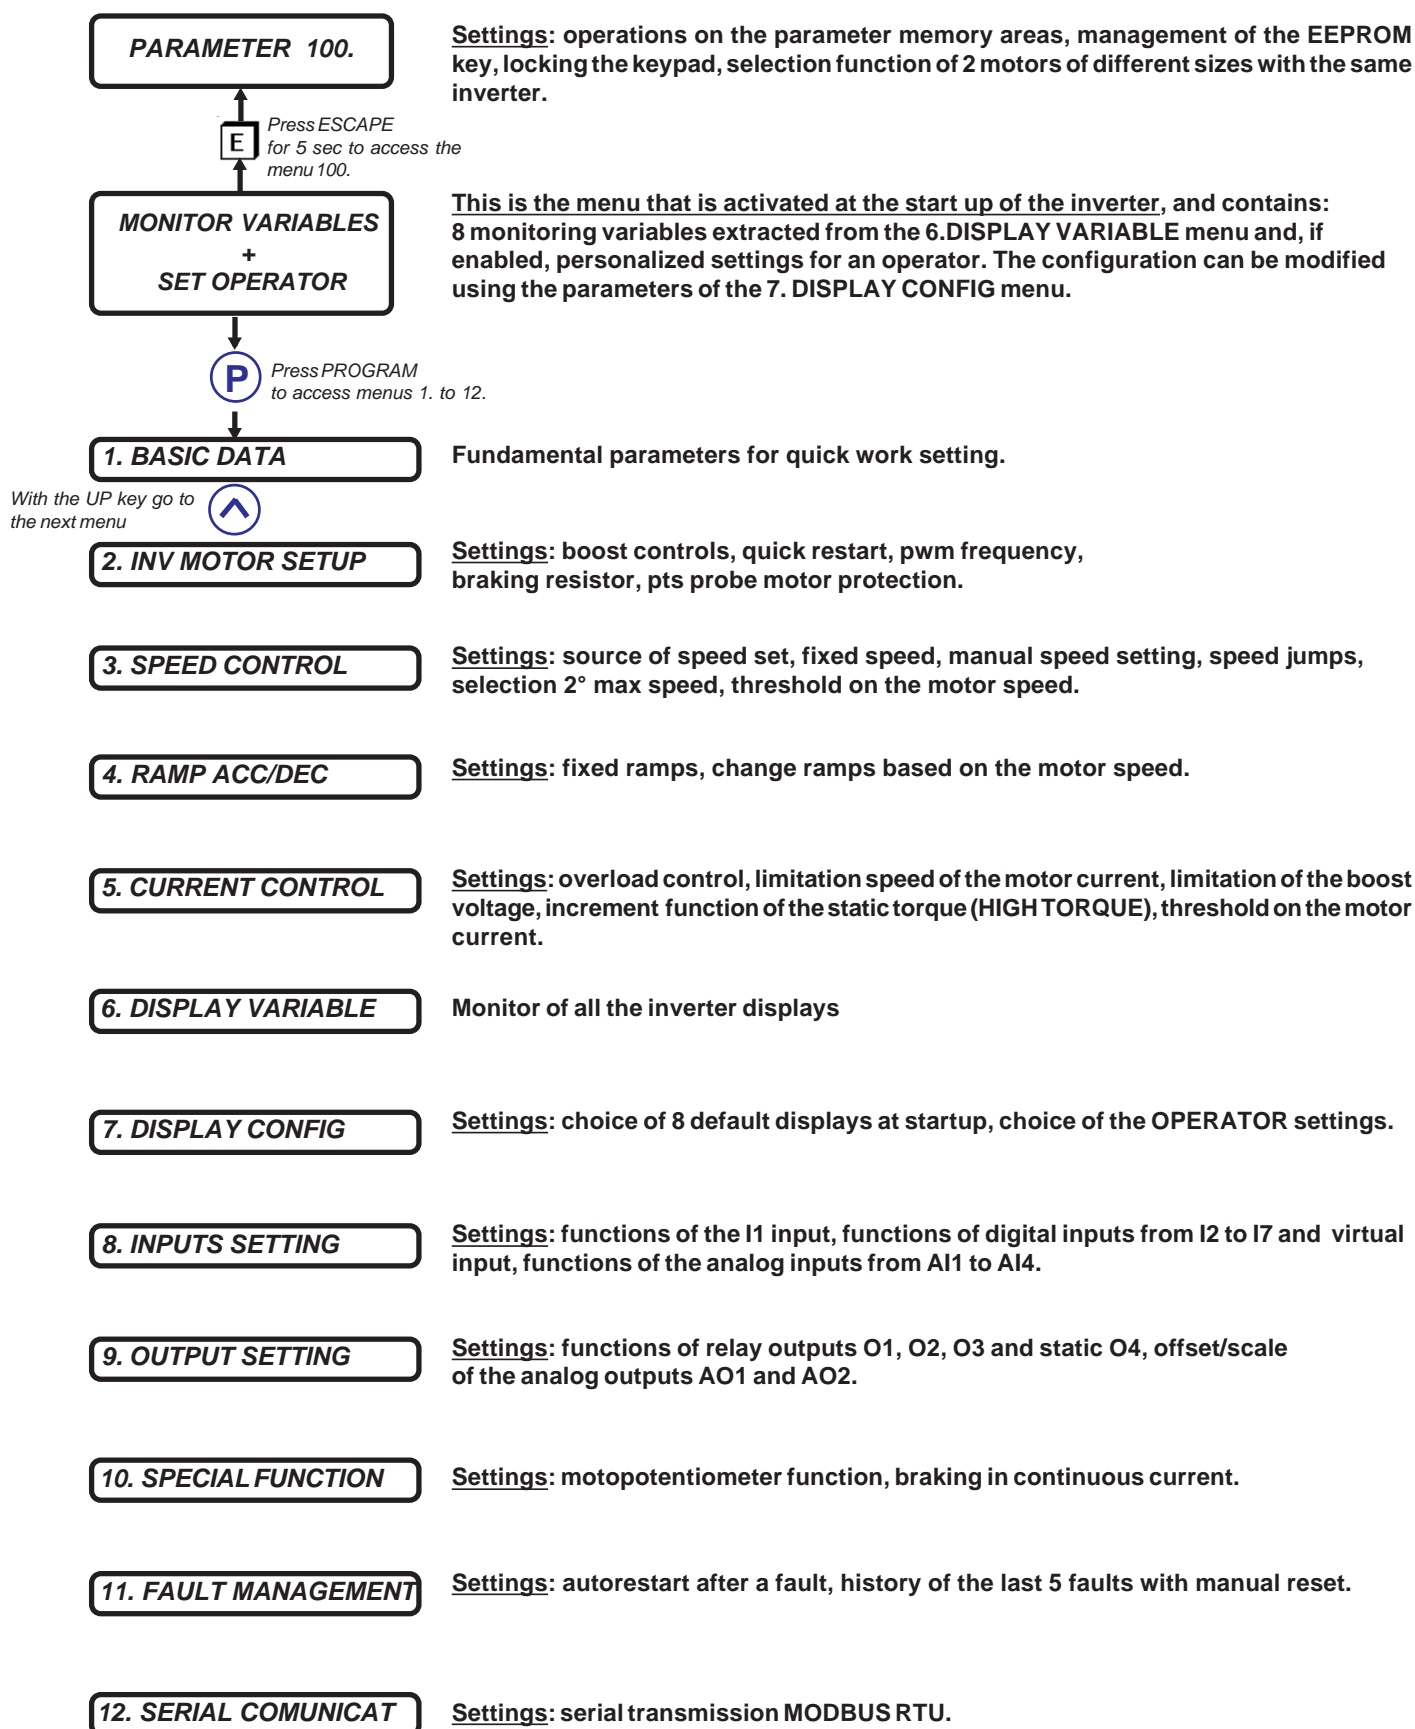 PARAMETER 100.
Settings: operations on the parameter memory areas, management of the EEPROM
key, locking the keypad, selection function of 2 motors of different sizes with the same
inverter.
E
Press ESCAPE
for 5 sec to access the
menu 100.
MONITOR VARIABLES
+
SET OPERATOR
This is the menu that is activated at the start up of the inverter, and contains:
8 monitoring variables extracted from the 6.DISPLAY VARIABLE menu and, if
enabled, personalized settings for an operator. The configuration can be modified
using the parameters of the 7. DISPLAY CONFIG menu.
P
Press PROGRAM
to access menus 1. to 12.
1. BASIC DATA
Fundamental parameters for quick work setting.
With the UP key go to
the next menu
2. INV MOTOR SETUP
Settings: boost controls, quick restart, pwm frequency,
braking resistor, pts probe motor protection.
3. SPEED CONTROL
Settings: source of speed set, fixed speed, manual speed setting, speed jumps,
selection 2° max speed, threshold on the motor speed.
4. RAMP ACC/DEC
Settings: fixed ramps, change ramps based on the motor speed.
5. CURRENT CONTROL
Settings: overload control, limitation speed of the motor current, limitation of the boost
voltage, increment function of the static torque (HIGH TORQUE), threshold on the motor
current.
6. DISPLAY VARIABLE
Monitor of all the inverter displays
7. DISPLAY CONFIG
Settings: choice of 8 default displays at startup, choice of the OPERATOR settings.
8. INPUTS SETTING
Settings: functions of the I1 input, functions of digital inputs from I2 to I7 and virtual
input, functions of the analog inputs from AI1 to AI4.
9. OUTPUT SETTING
Settings: functions of relay outputs O1, O2, O3 and static O4, offset/scale
of the analog outputs AO1 and AO2.
10. SPECIAL FUNCTION
Settings: motopotentiometer function, braking in continuous current.
11. FAULT MANAGEMENT
Settings: autorestart after a fault, history of the last 5 faults with manual reset.
12. SERIAL COMUNICAT
Settings: serial transmission MODBUS RTU.